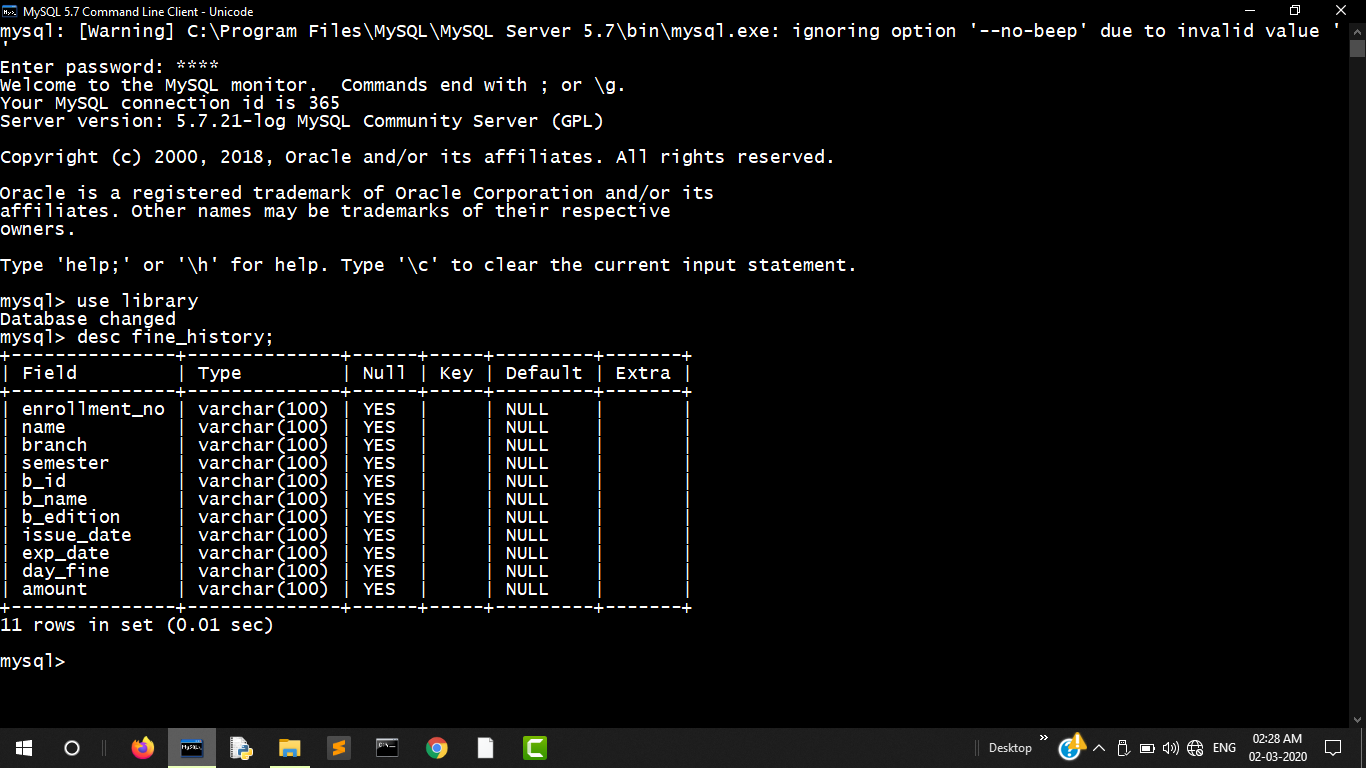 MySQL 5.7 Command Line Client - Unicode
mysql: [Warning] C:\Program Files\MySQL\MySQL Server 5.7\bin\mysql.exe: ignoring option '--no-beep' due to invalid value '
'
Enter password: ****
Welcome to the MySQL monitor.  Commands end with ; or \g.
Your MySQL connection id is 365
Server version: 5.7.21-log MySQL Community Server (GPL)
Copyright (c) 2000, 2018, Oracle and/or its affiliates. All rights reserved.
Oracle is a registered trademark of Oracle Corporation and/or its
affiliates. Other names may be trademarks of their respective
owners.
Type 'help;' or '\h' for help. Type '\c' to clear the current input statement.
mysql> use library
Database changed
mysql> desc fine_history;
+---------------+--------------+------+-----+---------+-------+
| Field         | Type         | Null | Key | Default | Extra |
+---------------+--------------+------+-----+---------+-------+
| enrollment_no | varchar(100) | YES  |     | NULL    |       |
| name          | varchar(100) | YES  |     | NULL    |       |
| branch        | varchar(100) | YES  |     | NULL    |       |
| semester      | varchar(100) | YES  |     | NULL    |       |
| b_id          | varchar(100) | YES  |     | NULL    |       |
| b_name        | varchar(100) | YES  |     | NULL    |       |
| b_edition     | varchar(100) | YES  |     | NULL    |       |
| issue_date    | varchar(100) | YES  |     | NULL    |       |
| exp_date      | varchar(100) | YES  |     | NULL    |       |
| day_fine      | varchar(100) | YES  |     | NULL    |       |
| amount        | varchar(100) | YES  |     | NULL    |       |
+---------------+--------------+------+-----+---------+-------+
11 rows in set (0.01 sec)
mysql>
Desktop
ENG
02:28 AM
02-03-2020